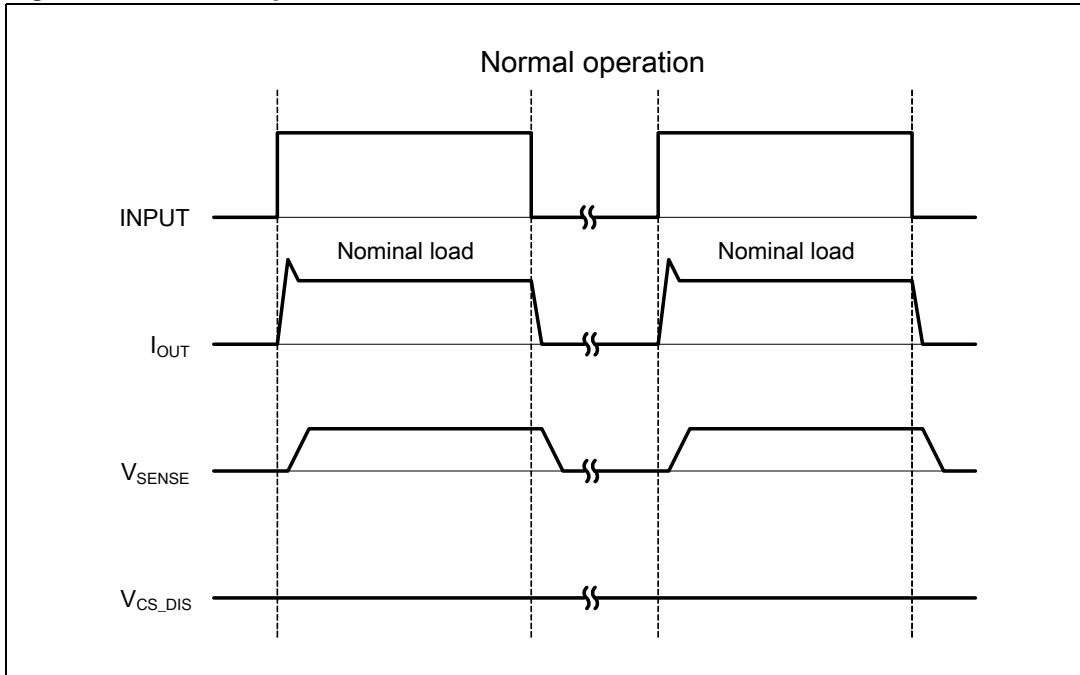 Normal operation
INPUT
Nominal load
Nominal load
IOUT
VSENSE
VCS_DIS